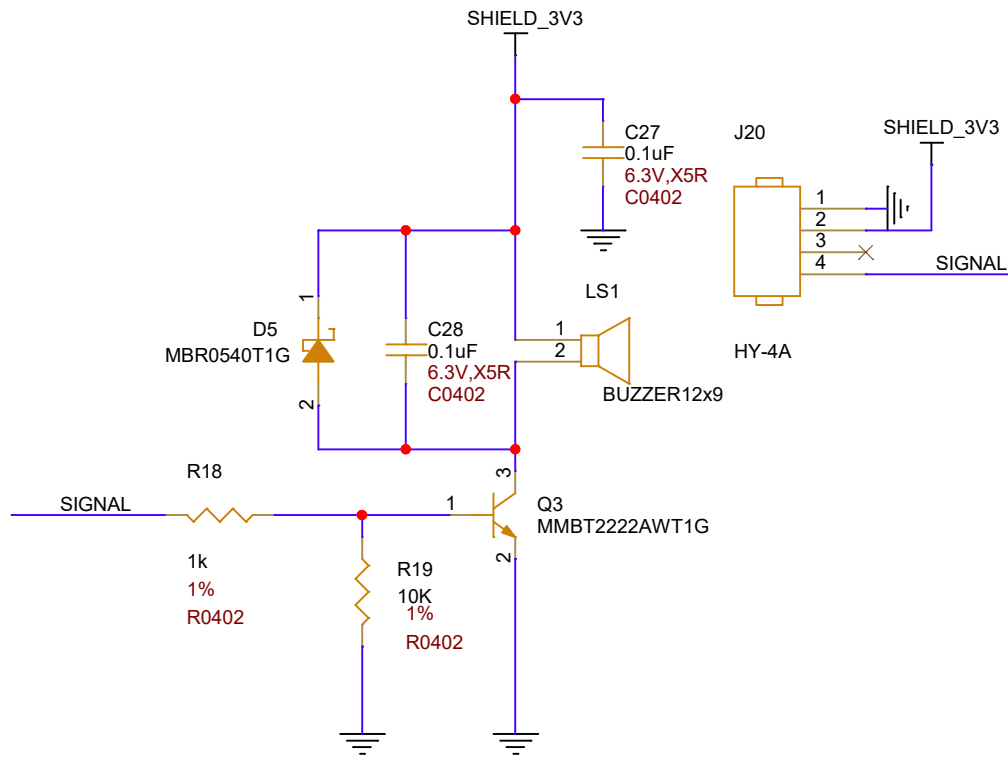 SHIELD_3V3
C27
0.1uF
6.3V,X5R
C0402
J20
SHIELD_3V3
1
2
3
4
SIGNAL
HY-4A
LS1
1
2
BUZZER12x9
1
D5
MBR0540T1G
2
C28
0.1uF
6.3V,X5R
C0402
R18
SIGNAL
1k
1%
R0402
1
3
Q3
MMBT2222AWT1G
2
R19
10K
1%
R0402